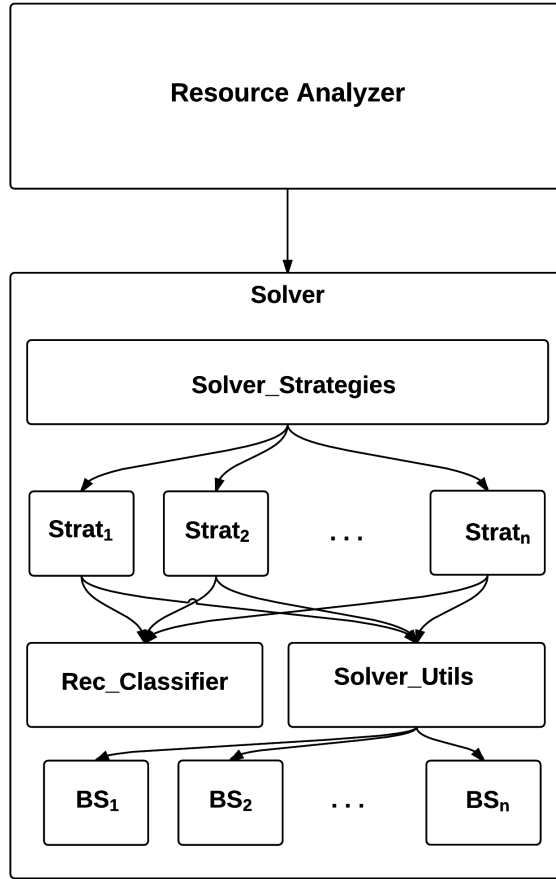 Resource Analyzer
Solver
Solver_Strategies
Strat₁ Strat₂ . . . Stratₙ
Rec_Classifier Solver_Utils
BS₁ BS₂ . . . BSₙ